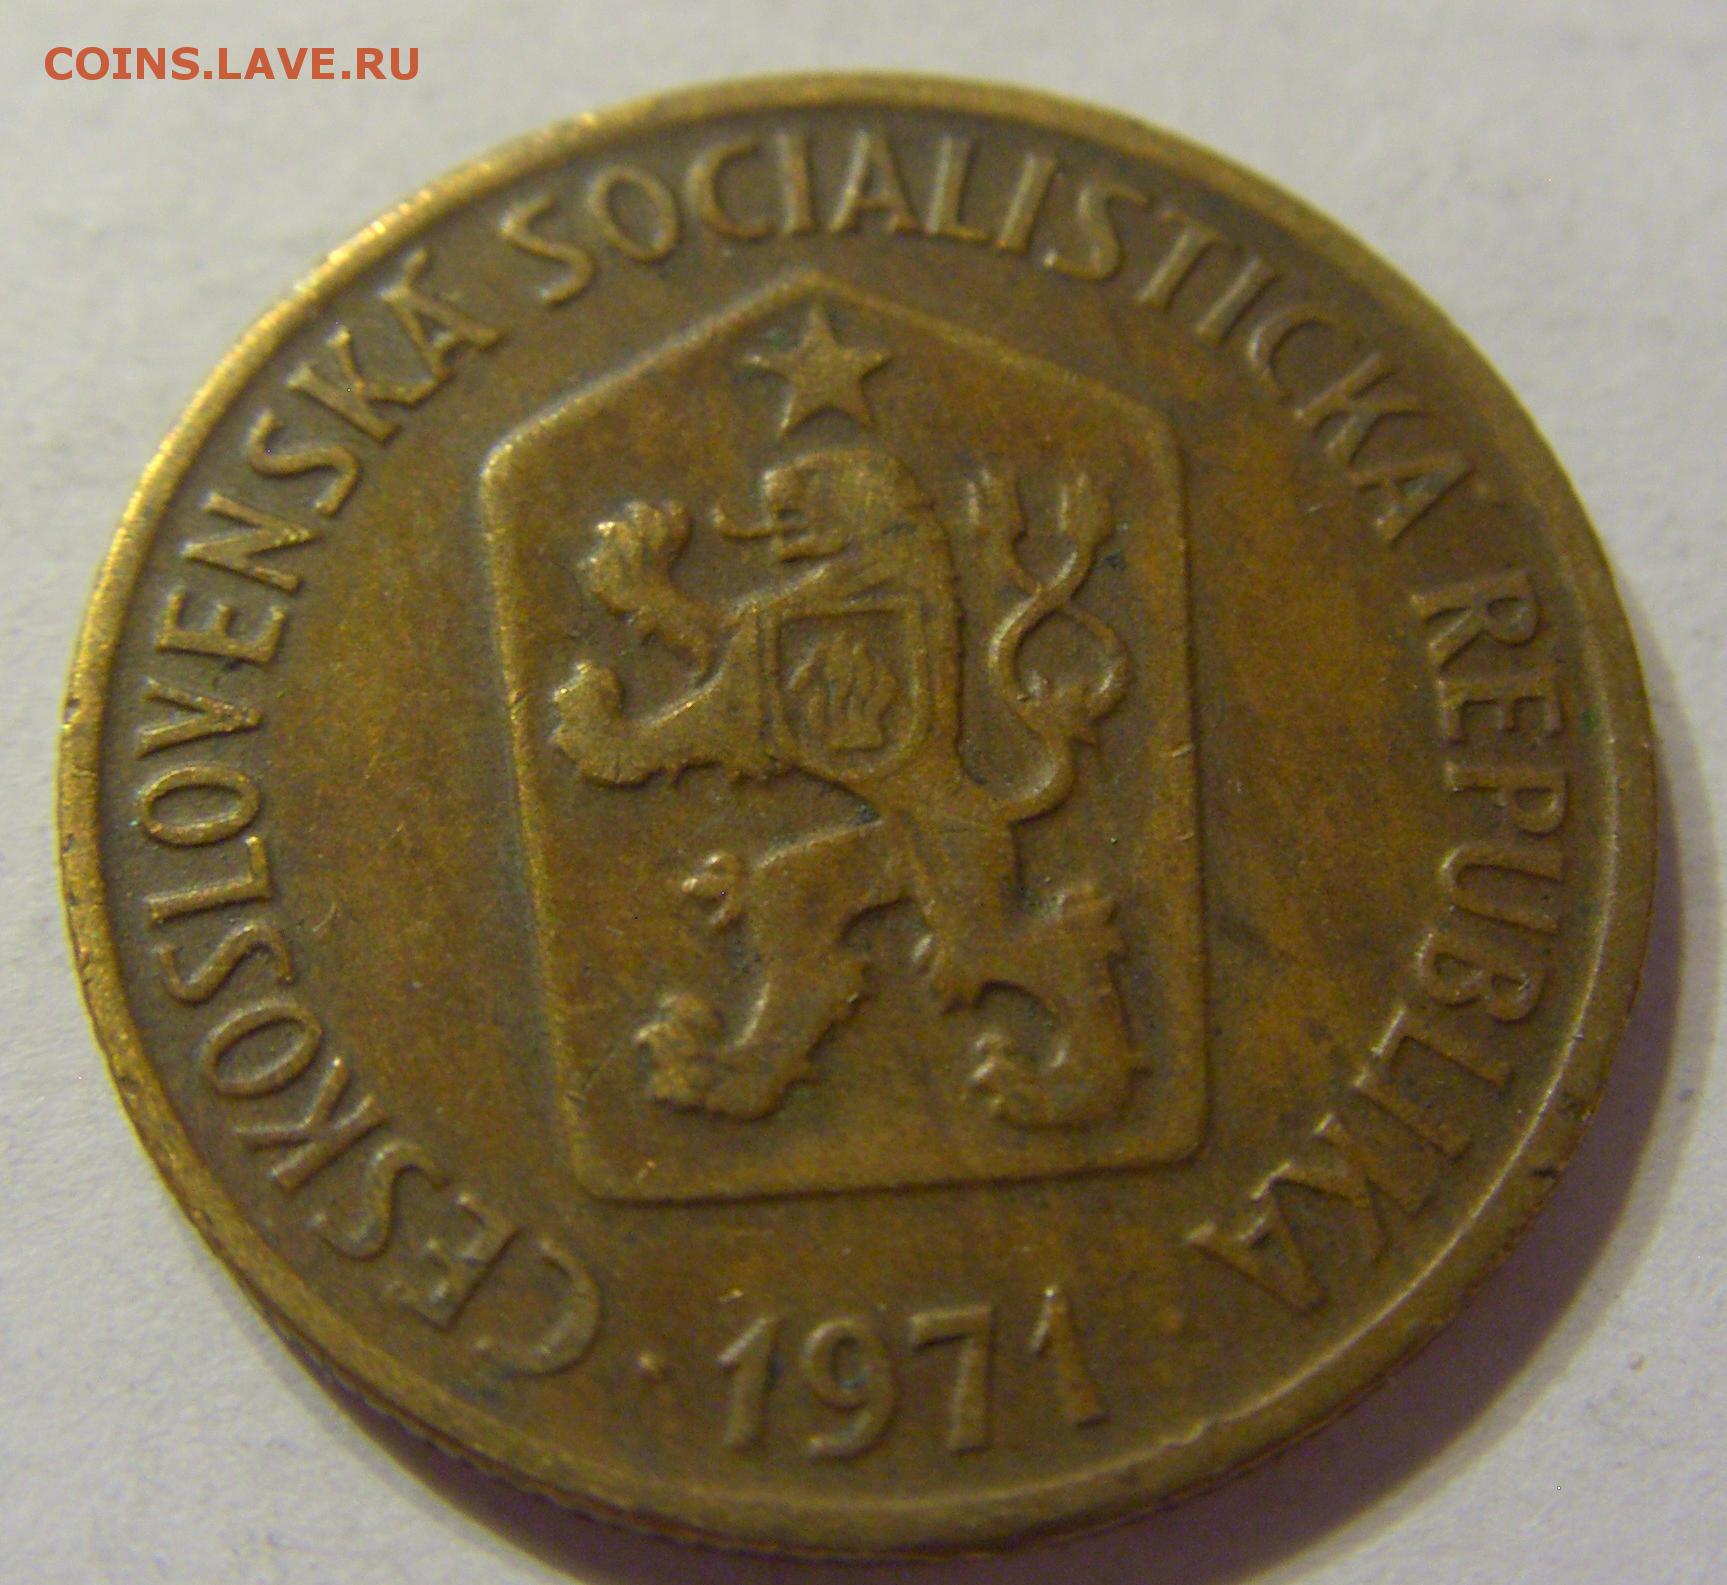 COINS.LAVE.RU
ČESKOSLOVENSKÁ SOCIALISTICKÁ REPUBLIKA
· 1971